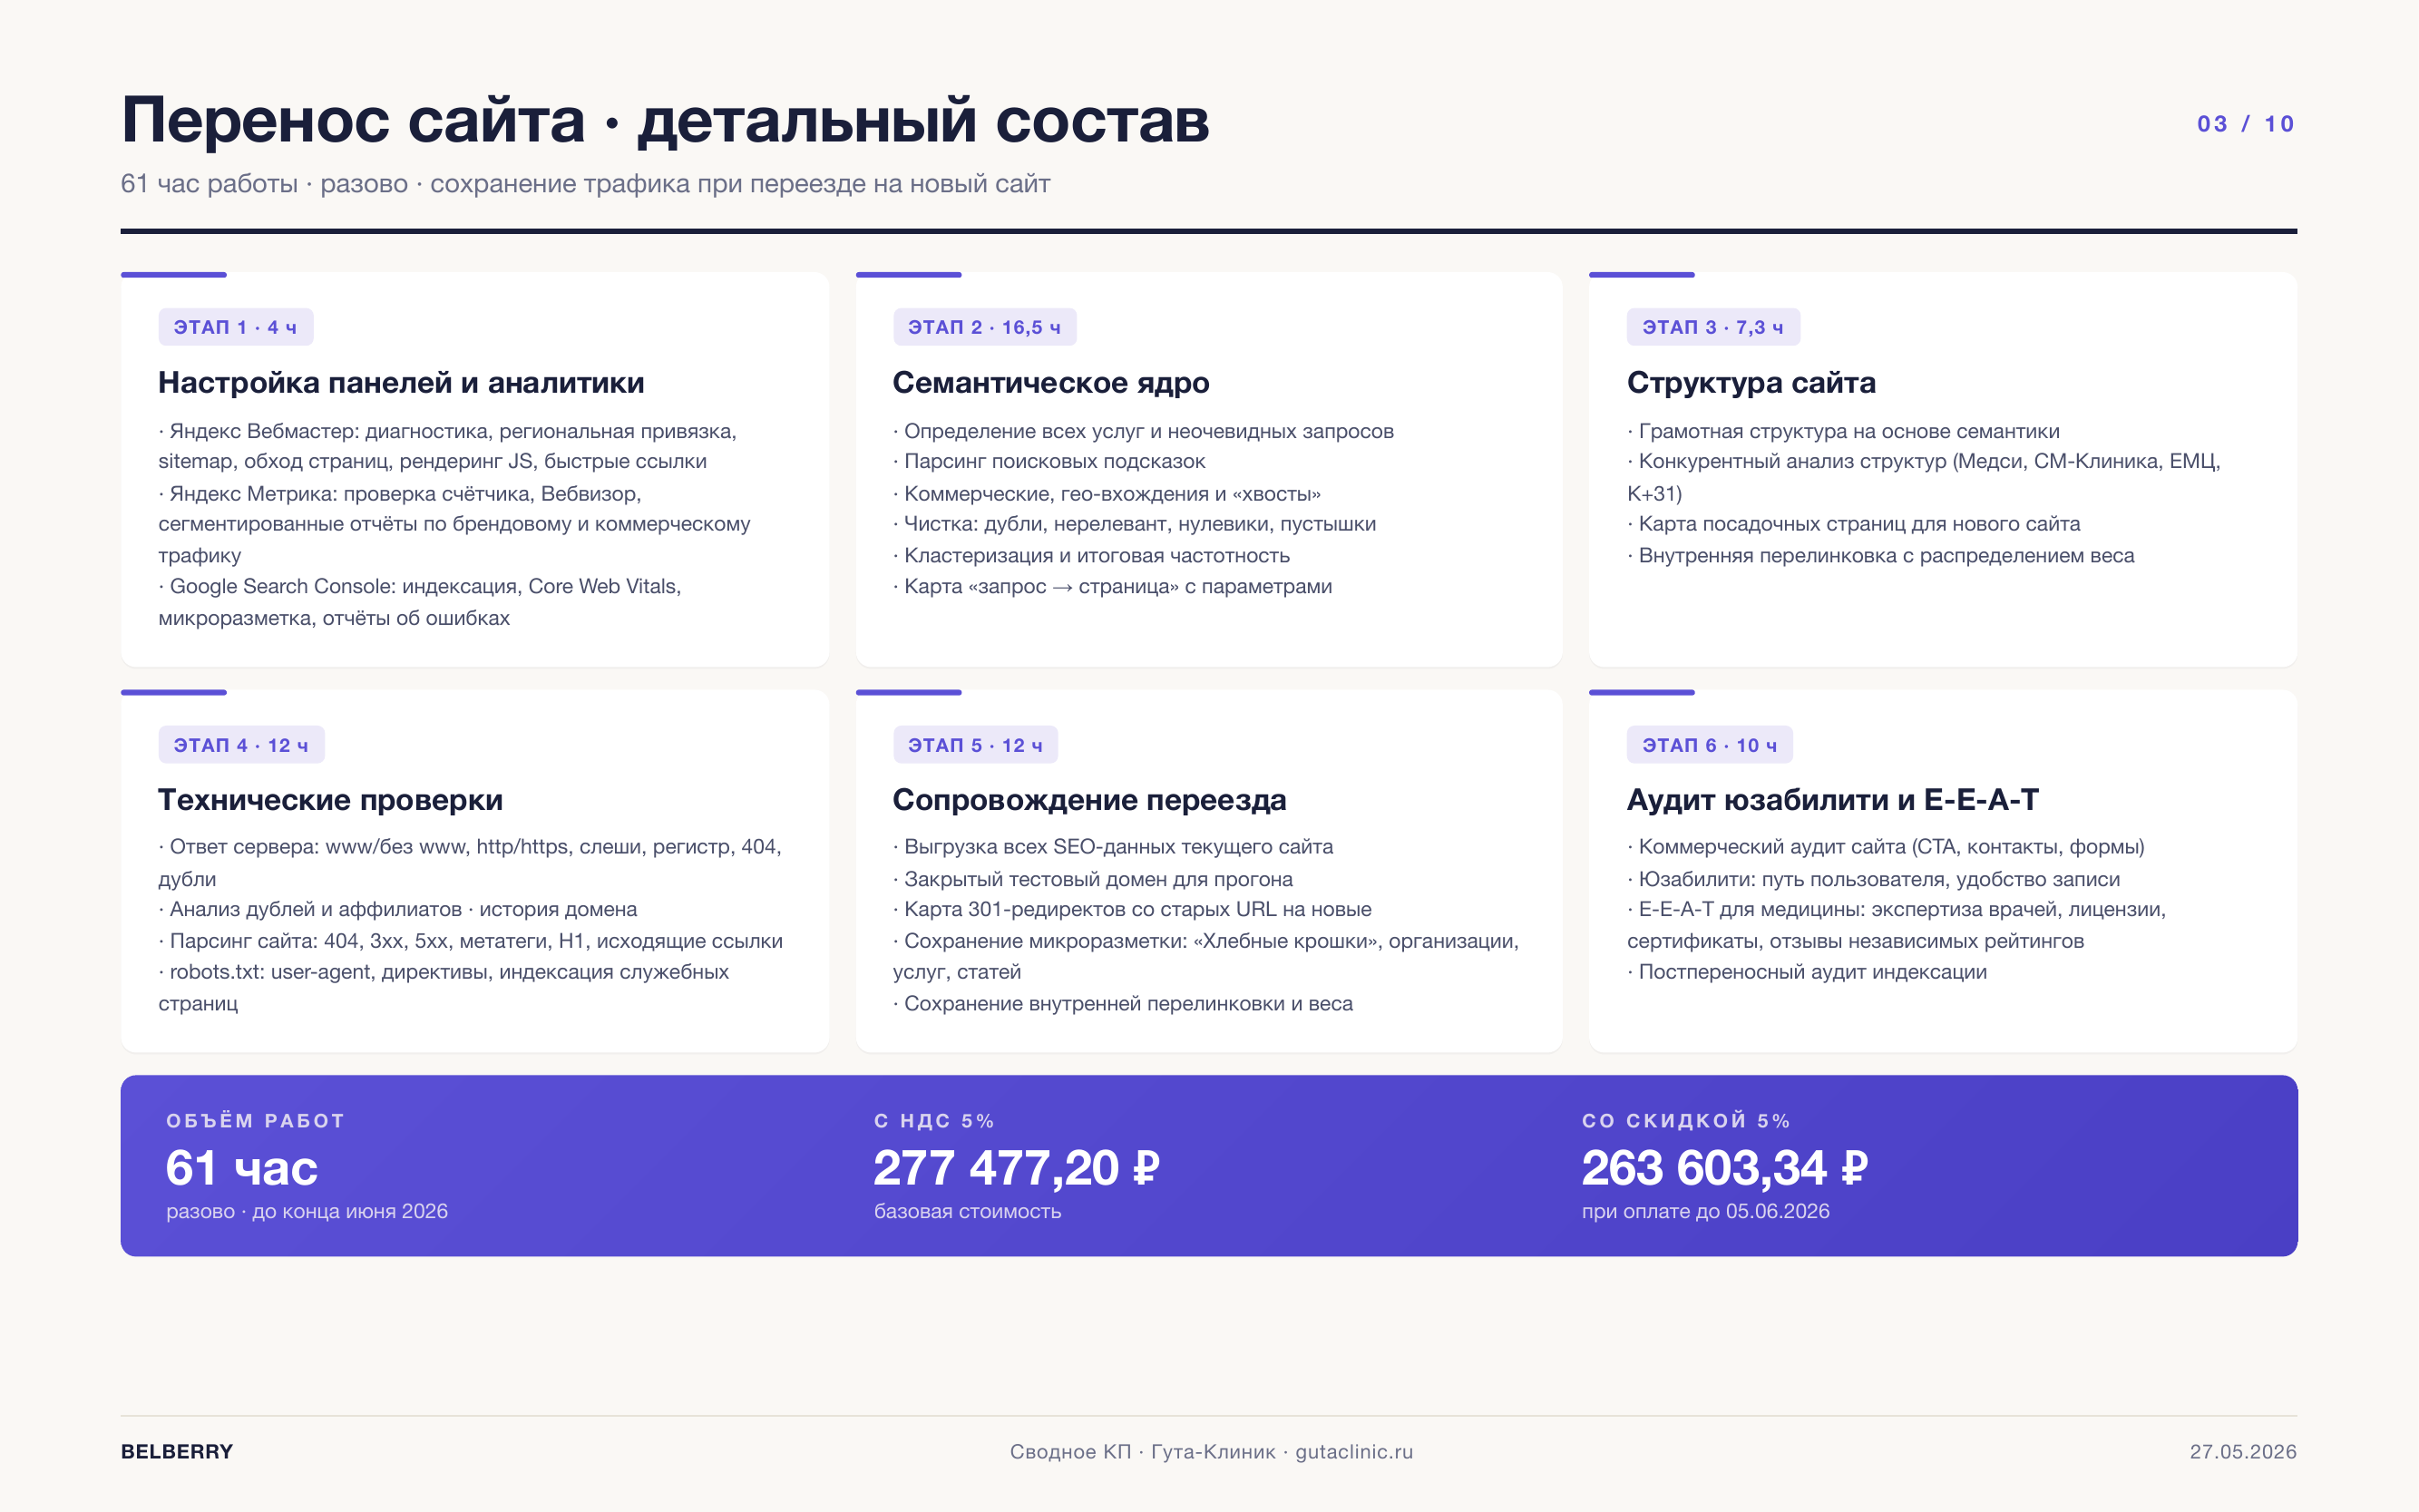 Перенос сайта · детальный состав
03 / 10
61 час работы · разово · сохранение трафика при переезде на новый сайт
ЭТАП 1 · 4 ч
Настройка панелей и аналитики
· Яндекс Вебмастер: диагностика, региональная привязка,
sitemap, обход страниц, рендеринг JS, быстрые ссылки
· Яндекс Метрика: проверка счётчика, Вебвизор,
сегментированные отчёты по брендовому и коммерческому
трафику
· Google Search Console: индексация, Core Web Vitals,
микроразметка, отчёты об ошибках
ЭТАП 2 · 16,5 ч
Семантическое ядро
· Определение всех услуг и неочевидных запросов
· Парсинг поисковых подсказок
· Коммерческие, гео-вхождения и «хвосты»
· Чистка: дубли, нерелевант, нулевики, пустышки
· Кластеризация и итоговая частотность
· Карта «запрос → страница» с параметрами
ЭТАП 3 · 7,3 ч
Структура сайта
· Грамотная структура на основе семантики
· Конкурентный анализ структур (Медси, СМ-Клиника, ЕМЦ,
К+31)
· Карта посадочных страниц для нового сайта
· Внутренняя перелинковка с распределением веса
ЭТАП 4 · 12 ч
Технические проверки
· Ответ сервера: www/без www, http/https, слеши, регистр, 404,
дубли
· Анализ дублей и аффилиатов · история домена
· Парсинг сайта: 404, 3xx, 5xx, метатеги, H1, исходящие ссылки
· robots.txt: user-agent, директивы, индексация служебных
страниц
ЭТАП 5 · 12 ч
Сопровождение переезда
· Выгрузка всех SEO-данных текущего сайта
· Закрытый тестовый домен для прогона
· Карта 301-редиректов со старых URL на новые
· Сохранение микроразметки: «Хлебные крошки», организации,
услуг, статей
· Сохранение внутренней перелинковки и веса
ЭТАП 6 · 10 ч
Аудит юзабилити и E-E-A-T
· Коммерческий аудит сайта (CTA, контакты, формы)
· Юзабилити: путь пользователя, удобство записи
· E-E-A-T для медицины: экспертиза врачей, лицензии,
сертификаты, отзывы независимых рейтингов
· Постпереносный аудит индексации
ОБЪЁМ РАБОТ
61 час
разово · до конца июня 2026
С НДС 5%
277 477,20 ₽
базовая стоимость
СО СКИДКОЙ 5%
263 603,34 ₽
при оплате до 05.06.2026
BELBERRY
Сводное КП · Гута-Клиник · gutaclinic.ru
27.05.2026